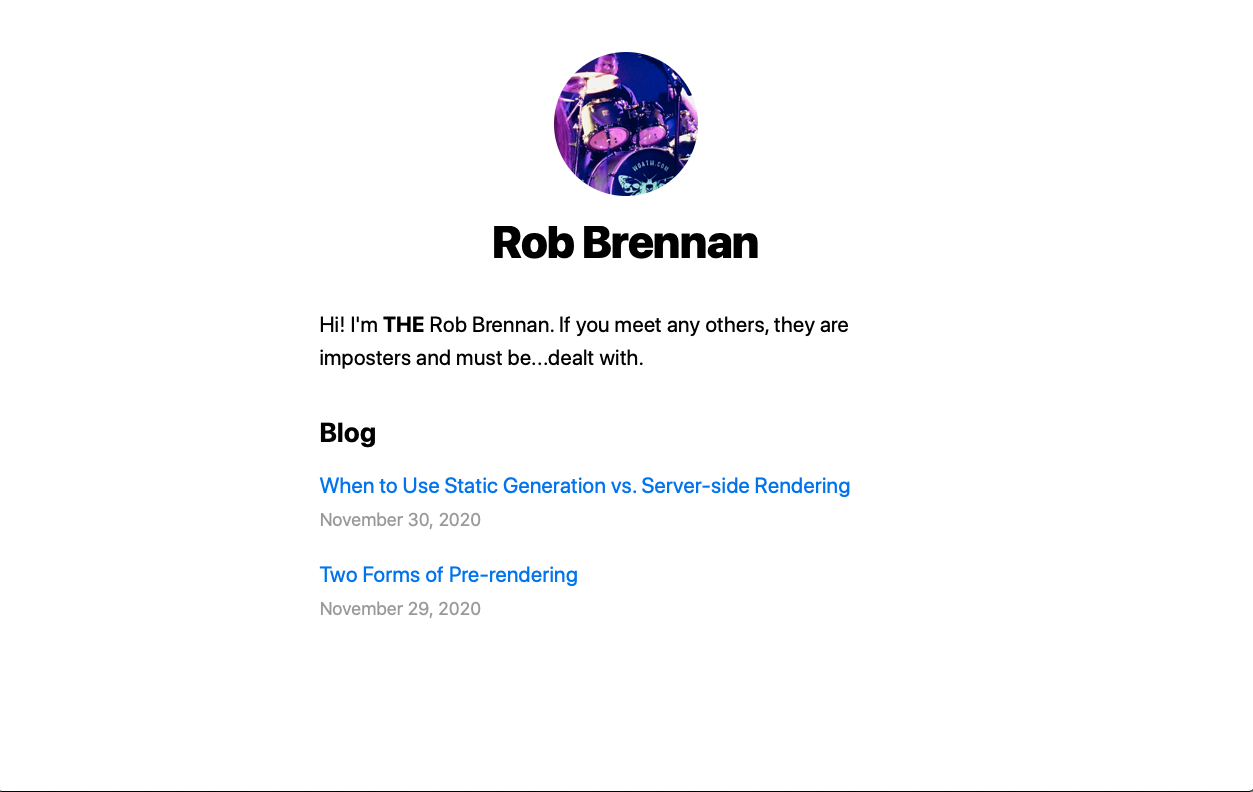 WOATW.COM
Rob Brennan
Hi! I'm THE Rob Brennan. If you meet any others, they are
imposters and must be...dealt with.
Blog
When to Use Static Generation vs. Server-side Rendering
November 30, 2020
Two Forms of Pre-rendering
November 29, 2020